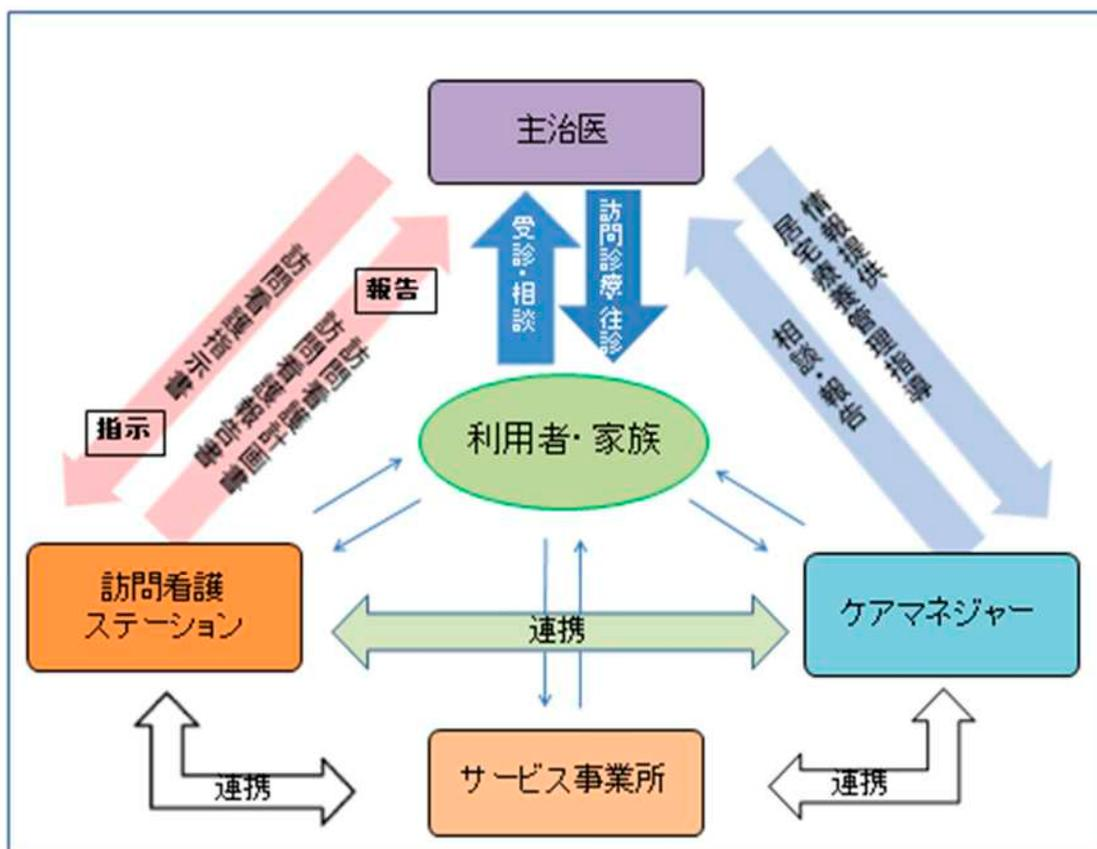 主治医
受診・相談
訪問診療・往診
訪問看護指示書
指示
報告
訪問看護計画書
訪問看護報告書
情報提供
居宅療養管理指導
相談・報告
利用者・家族
訪問看護
ステーション
連携
ケアマネジャー
連携
サービス事業所
連携